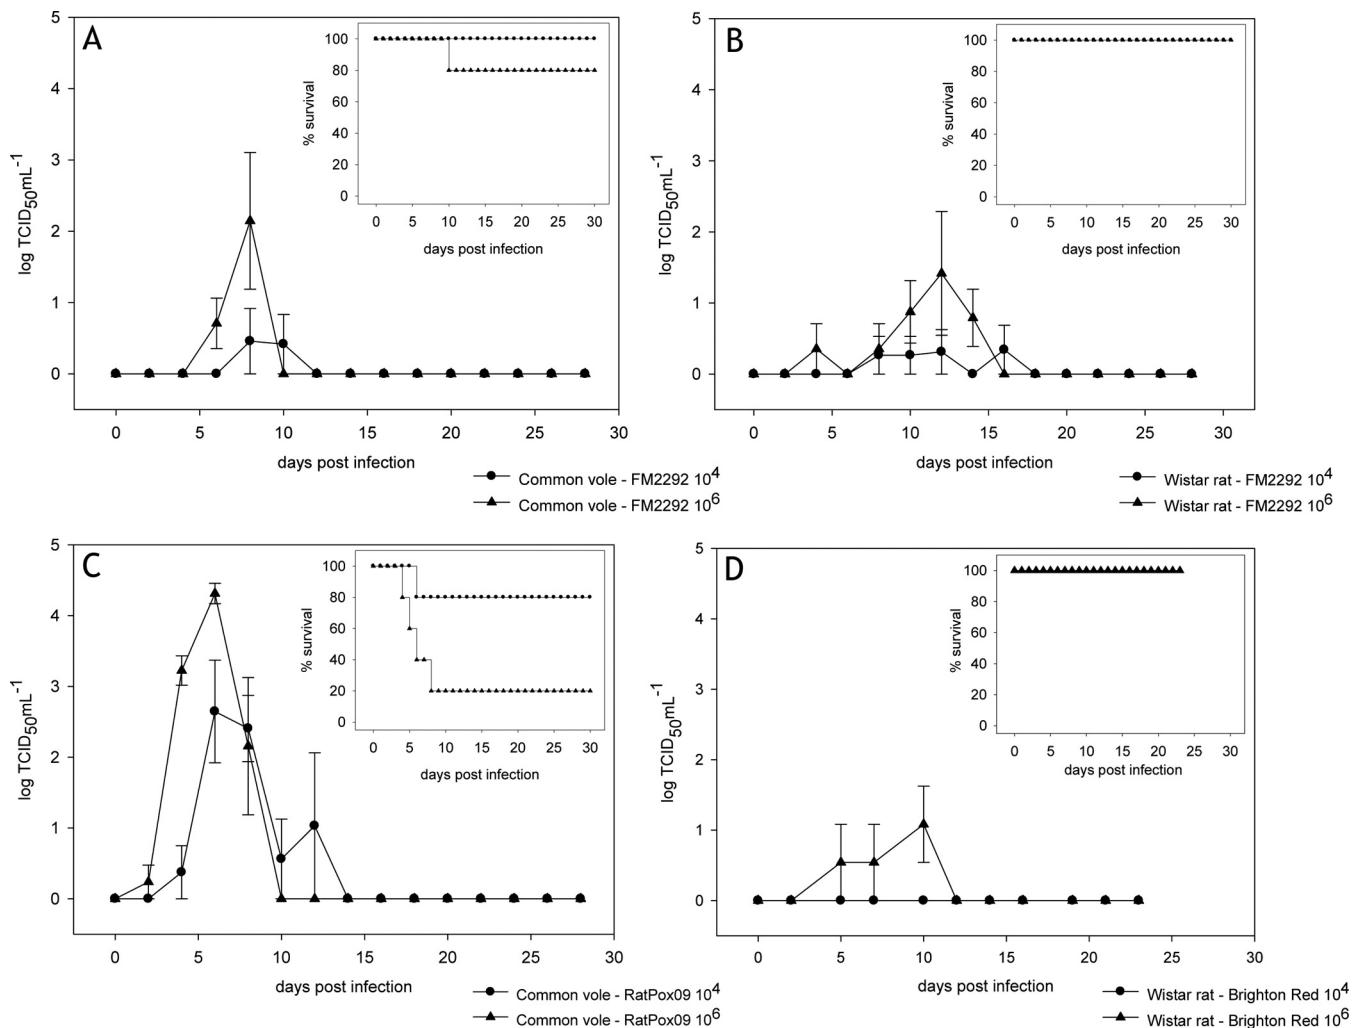 A
5
4
3
2
1
0
log TCID50mL-1
0 5 10 15 20 25 30
days post infection
100
80
60
40
20
0
% survival
0 5 10 15 20 25 30
days post infection
Common vole - FM2292 10^4
Common vole - FM2292 10^6
B
5
4
3
2
1
0
log TCID50mL-1
0 5 10 15 20 25 30
days post infection
100
80
60
40
20
0
% survival
0 5 10 15 20 25 30
days post infection
Wistar rat - FM2292 10^4
Wistar rat - FM2292 10^6
C
5
4
3
2
1
0
log TCID50mL-1
0 5 10 15 20 25 30
days post infection
100
80
60
40
20
0
% survival
0 5 10 15 20 25 30
days post infection
Common vole - RatPox09 10^4
Common vole - RatPox09 10^6
D
5
4
3
2
1
0
log TCID50mL-1
0 5 10 15 20 25 30
days post infection
100
80
60
40
20
0
% survival
0 5 10 15 20 25 30
days post infection
Wistar rat - Brighton Red 10^4
Wistar rat - Brighton Red 10^6